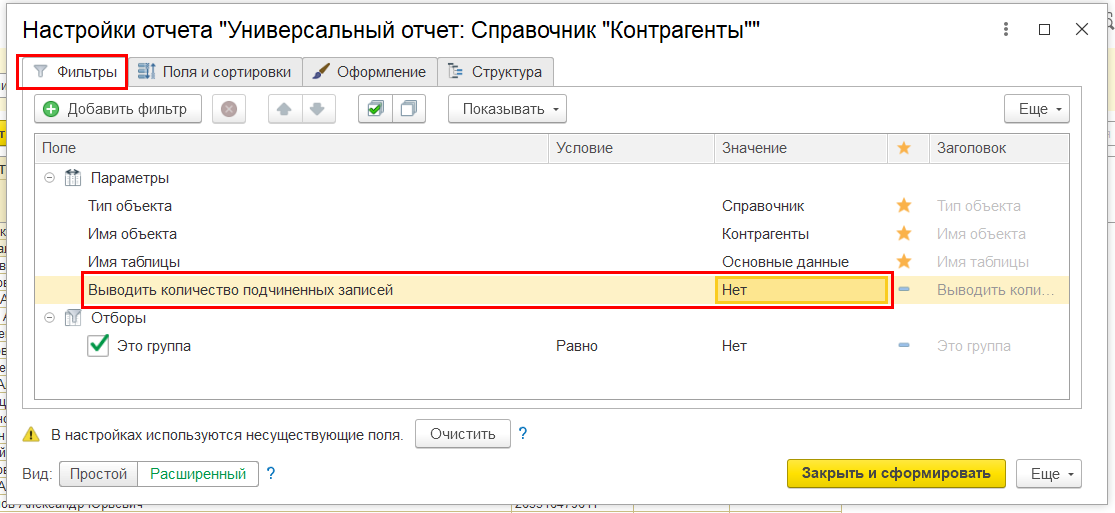 Настройки отчета "Универсальный отчет: Справочник "Контрагенты""
Фильтры Поля и сортировки Оформление Структура
Добавить фильтр Показывать Еще
Поле Условие Значение Заголовок
Параметры
Тип объекта Справочник Тип объекта
Имя объекта Контрагенты Имя объекта
Имя таблицы Основные данные Имя таблицы
Выводить количество подчиненных записей Нет Выводить коли...
Отборы
Это группа Равно Нет Это группа
В настройках используются несуществующие поля. Очистить ?
Вид: Простой Расширенный ? Закрыть и сформировать Еще